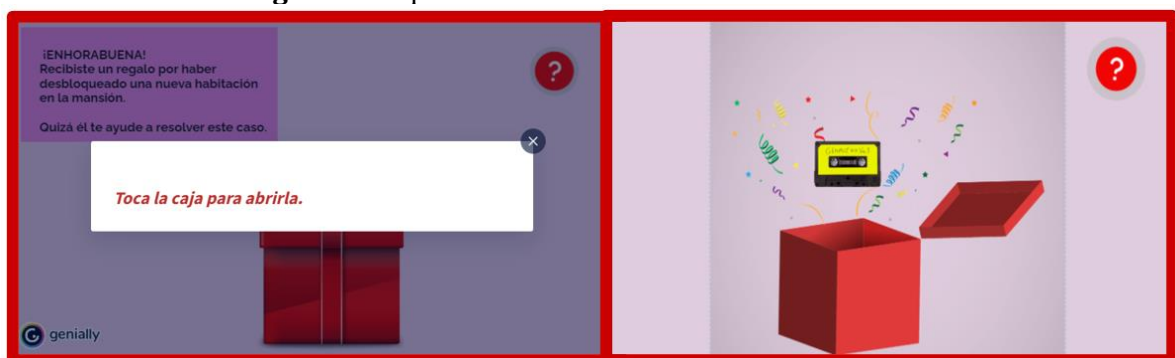 ¡ENHORABUENA!
Recibiste un regalo por haber
desbloqueado una nueva habitación
en la mansión.
Quizá él te ayude a resolver este caso.
?
×
Toca la caja para abrirla.
genially
?